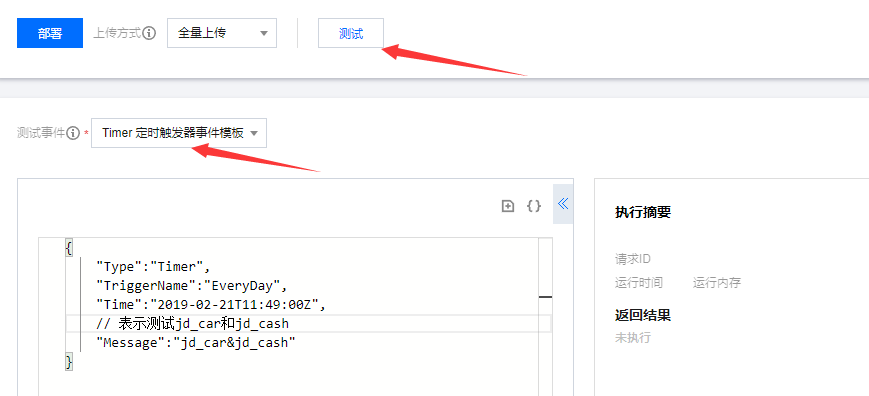 部署 上传方式 全量上传 测试
测试事件 * Timer 定时触发器事件模板
{
"Type":"Timer",
"TriggerName":"EveryDay",
"Time":"2019-02-21T11:49:00Z",
// 表示测试jd_car和jd_cash
"Message":"jd_car&jd_cash"
}
执行摘要
请求ID
运行时间 运行内存
返回结果
未执行